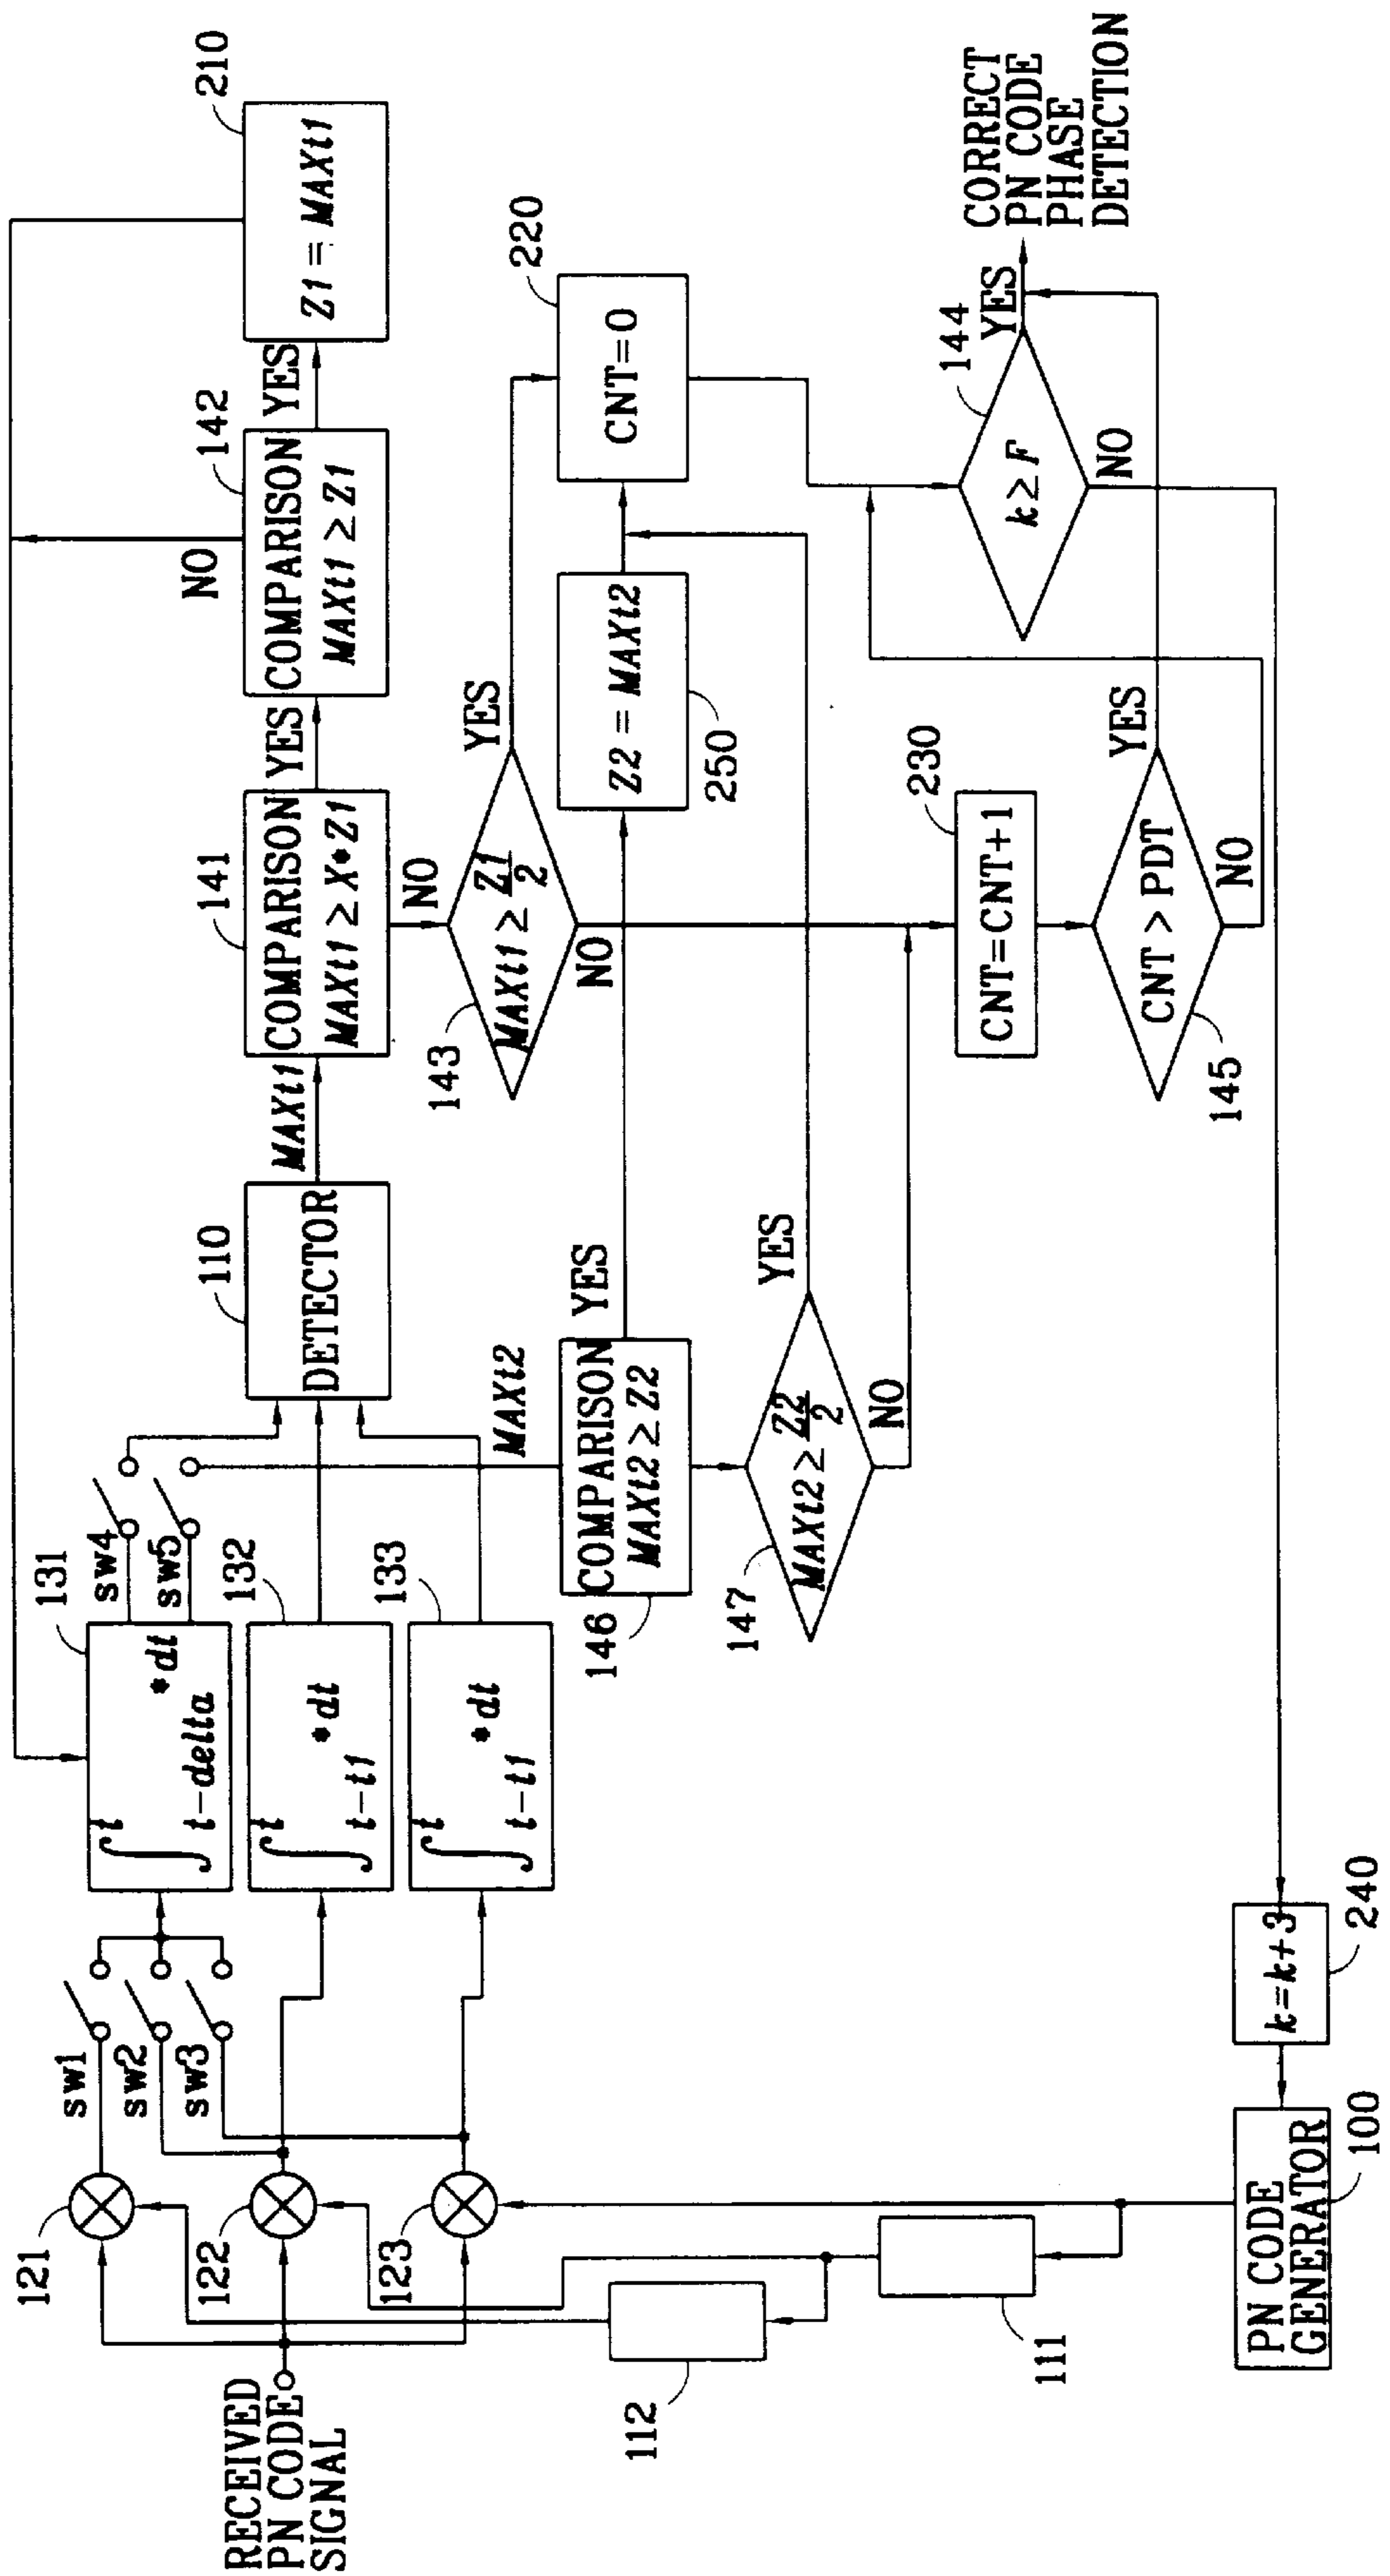 RECEIVED
PN CODE
SIGNAL
121
122
123
sw1
sw2
sw3
131
∫ t t-delta *dt
132
∫ t t-t1 *dt
133
∫ t t-t1 *dt
sw4
sw5
110
DETECTOR
MAXt1
141
COMPARISON
MAXt1 ≥ X*Z1
YES
NO
142
COMPARISON
MAXt1 ≥ Z1
YES
NO
210
Z1 = MAXt1
143
MAXt1 ≥ Z1/2
YES
NO
MAXt2
146
COMPARISON
MAXt2 ≥ Z2
YES
Z2 = MAXt2
250
220
CNT=0
147
MAXt2 ≥ Z2/2
YES
NO
230
CNT=CNT+1
145
CNT > PDT
YES
NO
144
k ≥ F
YES
NO
CORRECT
PN CODE
PHASE
DETECTION
112
111
PN CODE
GENERATOR
100
k=k+3
240